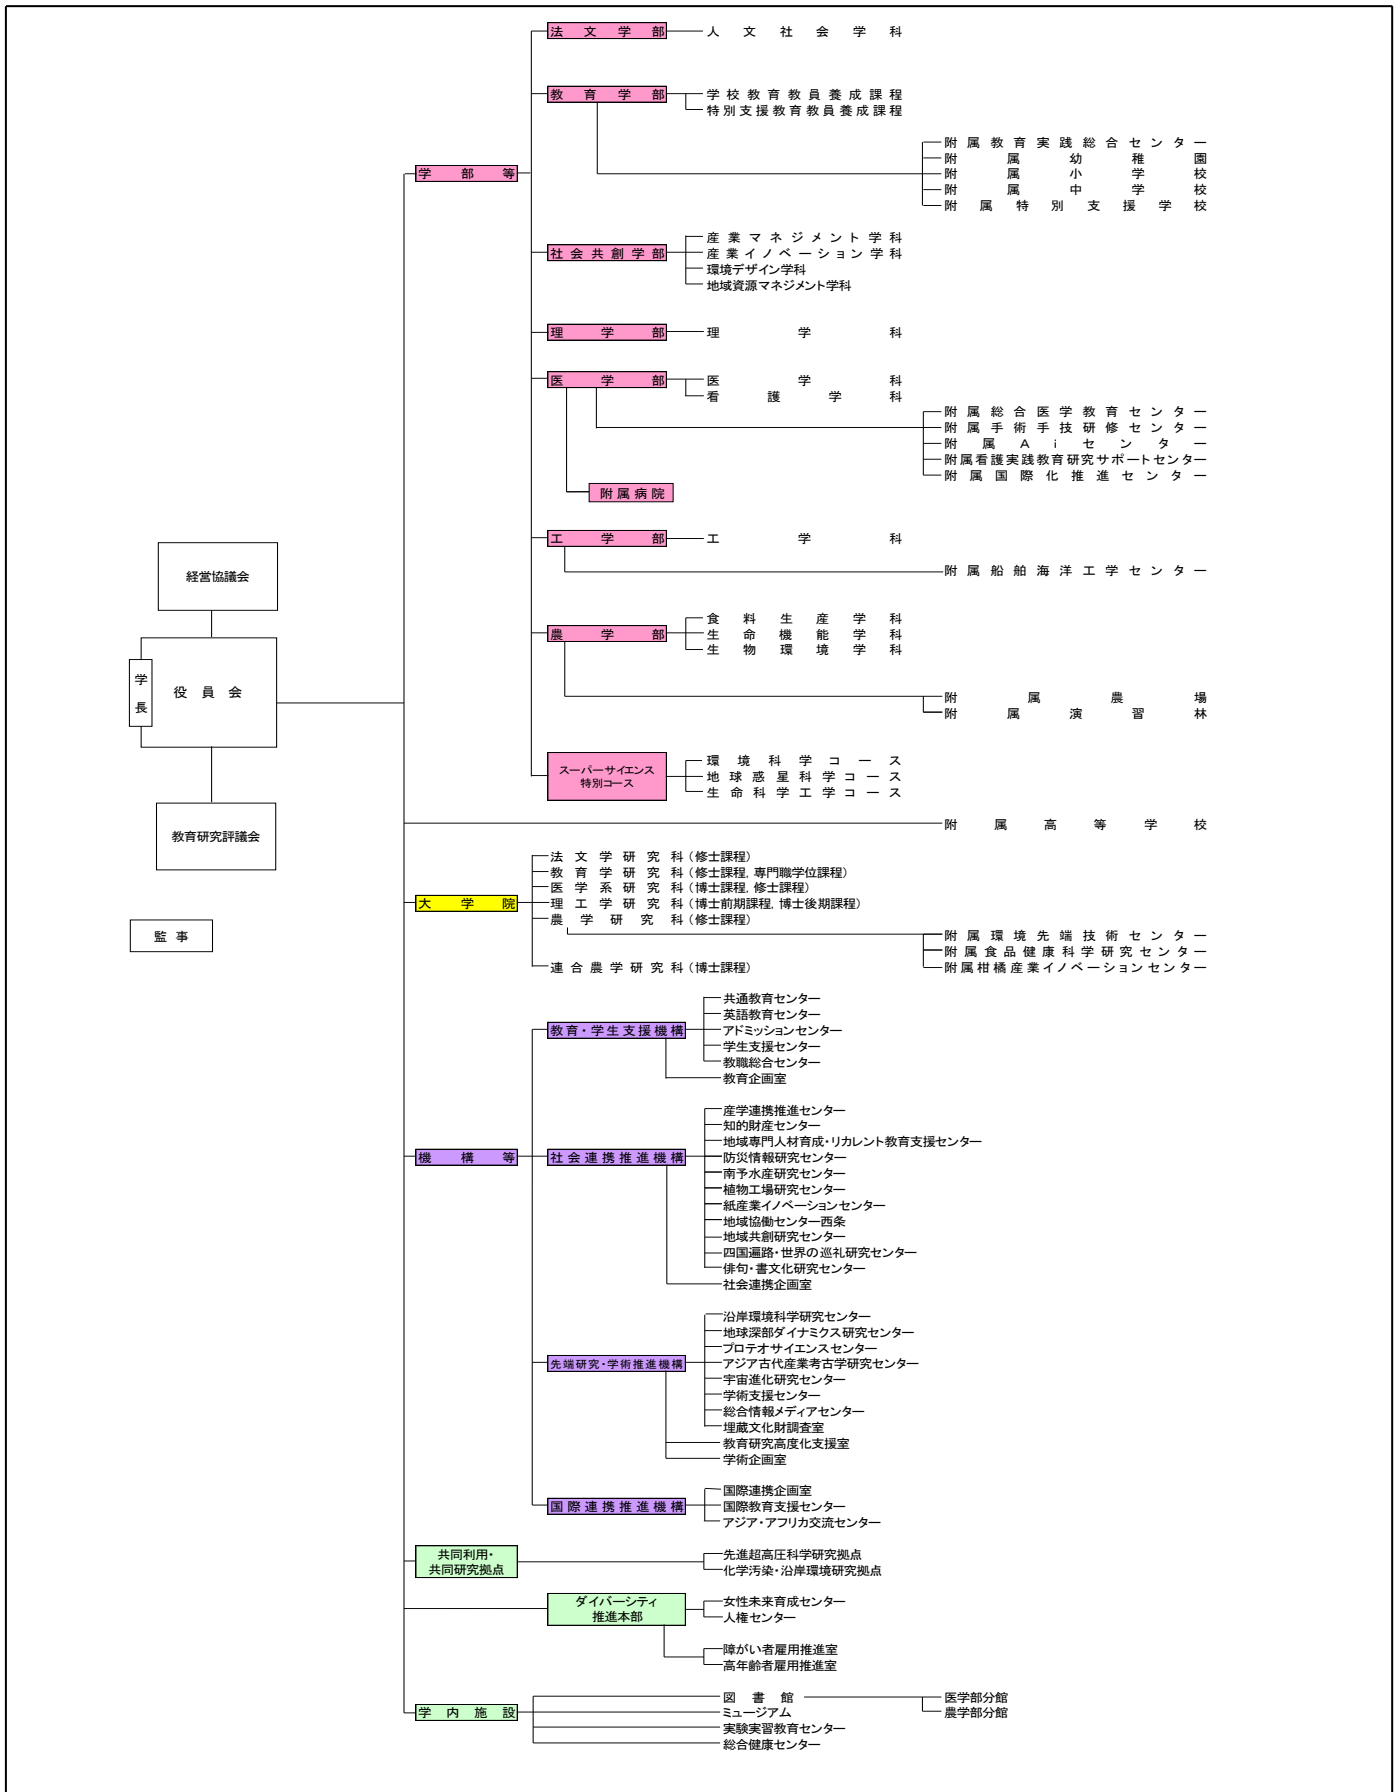 法文学部 人文社会学科
教育学部 学校教育教員養成課程
特別支援教育教員養成課程
附属教育実践総合センター
附属幼稚園
学部等 附属小学校
附属中学校
附属特別支援学校
産業マネジメント学科
社会共創学部 産業イノベーション学科
環境デザイン学科
地域資源マネジメント学科
理学部 理学科
医学部 医学科
看護学科
附属総合医学教育センター
附属手術手技研修センター
附属Aiセンター
附属看護実践教育研究サポートセンター
附属国際化推進センター
附属病院
工学部 工学科
附属船舶海洋工学センター
経営協議会
学長
役員会
教育研究評議会
監事
食料生産学科
農学部 生命機能学科
生物環境学科
附属農場
附属演習林
スーパーサイエンス
特別コース
環境科学コース
地球惑星科学コース
生命科学工学コース
附属高等学校
法文学研究科(修士課程)
教育学研究科(修士課程,専門職学位課程)
医学系研究科(博士課程,修士課程)
大学院 理工学研究科(博士前期課程,博士後期課程)
農学研究科(修士課程)
附属環境先端技術センター
附属食品健康科学研究センター
連合農学研究科(博士課程) 附属柑橘産業イノベーションセンター
共通教育センター
英語教育センター
教育・学生支援機構 アドミッションセンター
学生支援センター
教職総合センター
教育企画室
産学連携推進センター
知的財産センター
地域専門人材育成・リカレント教育支援センター
機構等 社会連携推進機構 防災情報研究センター
南予水産研究センター
植物工場研究センター
紙産業イノベーションセンター
地域協働センター西条
地域共創研究センター
四国遍路・世界の巡礼研究センター
俳句・書文化研究センター
社会連携企画室
沿岸環境科学研究センター
地球深部ダイナミクス研究センター
プロテオサイエンスセンター
先端研究・学術推進機構 アジア古代産業考古学研究センター
宇宙進化研究センター
学術支援センター
総合情報メディアセンター
埋蔵文化財調査室
教育研究高度化支援室
学術企画室
国際連携企画室
国際連携推進機構 国際教育支援センター
アジア・アフリカ交流センター
共同利用・
共同研究拠点
先進超高圧科学研究拠点
化学汚染・沿岸環境研究拠点
ダイバーシティ
推進本部
女性未来育成センター
人権センター
障がい者雇用推進室
高年齢者雇用推進室
図書館 医学部分館
学内施設 ミュージアム 農学部分館
実験実習教育センター
総合健康センター